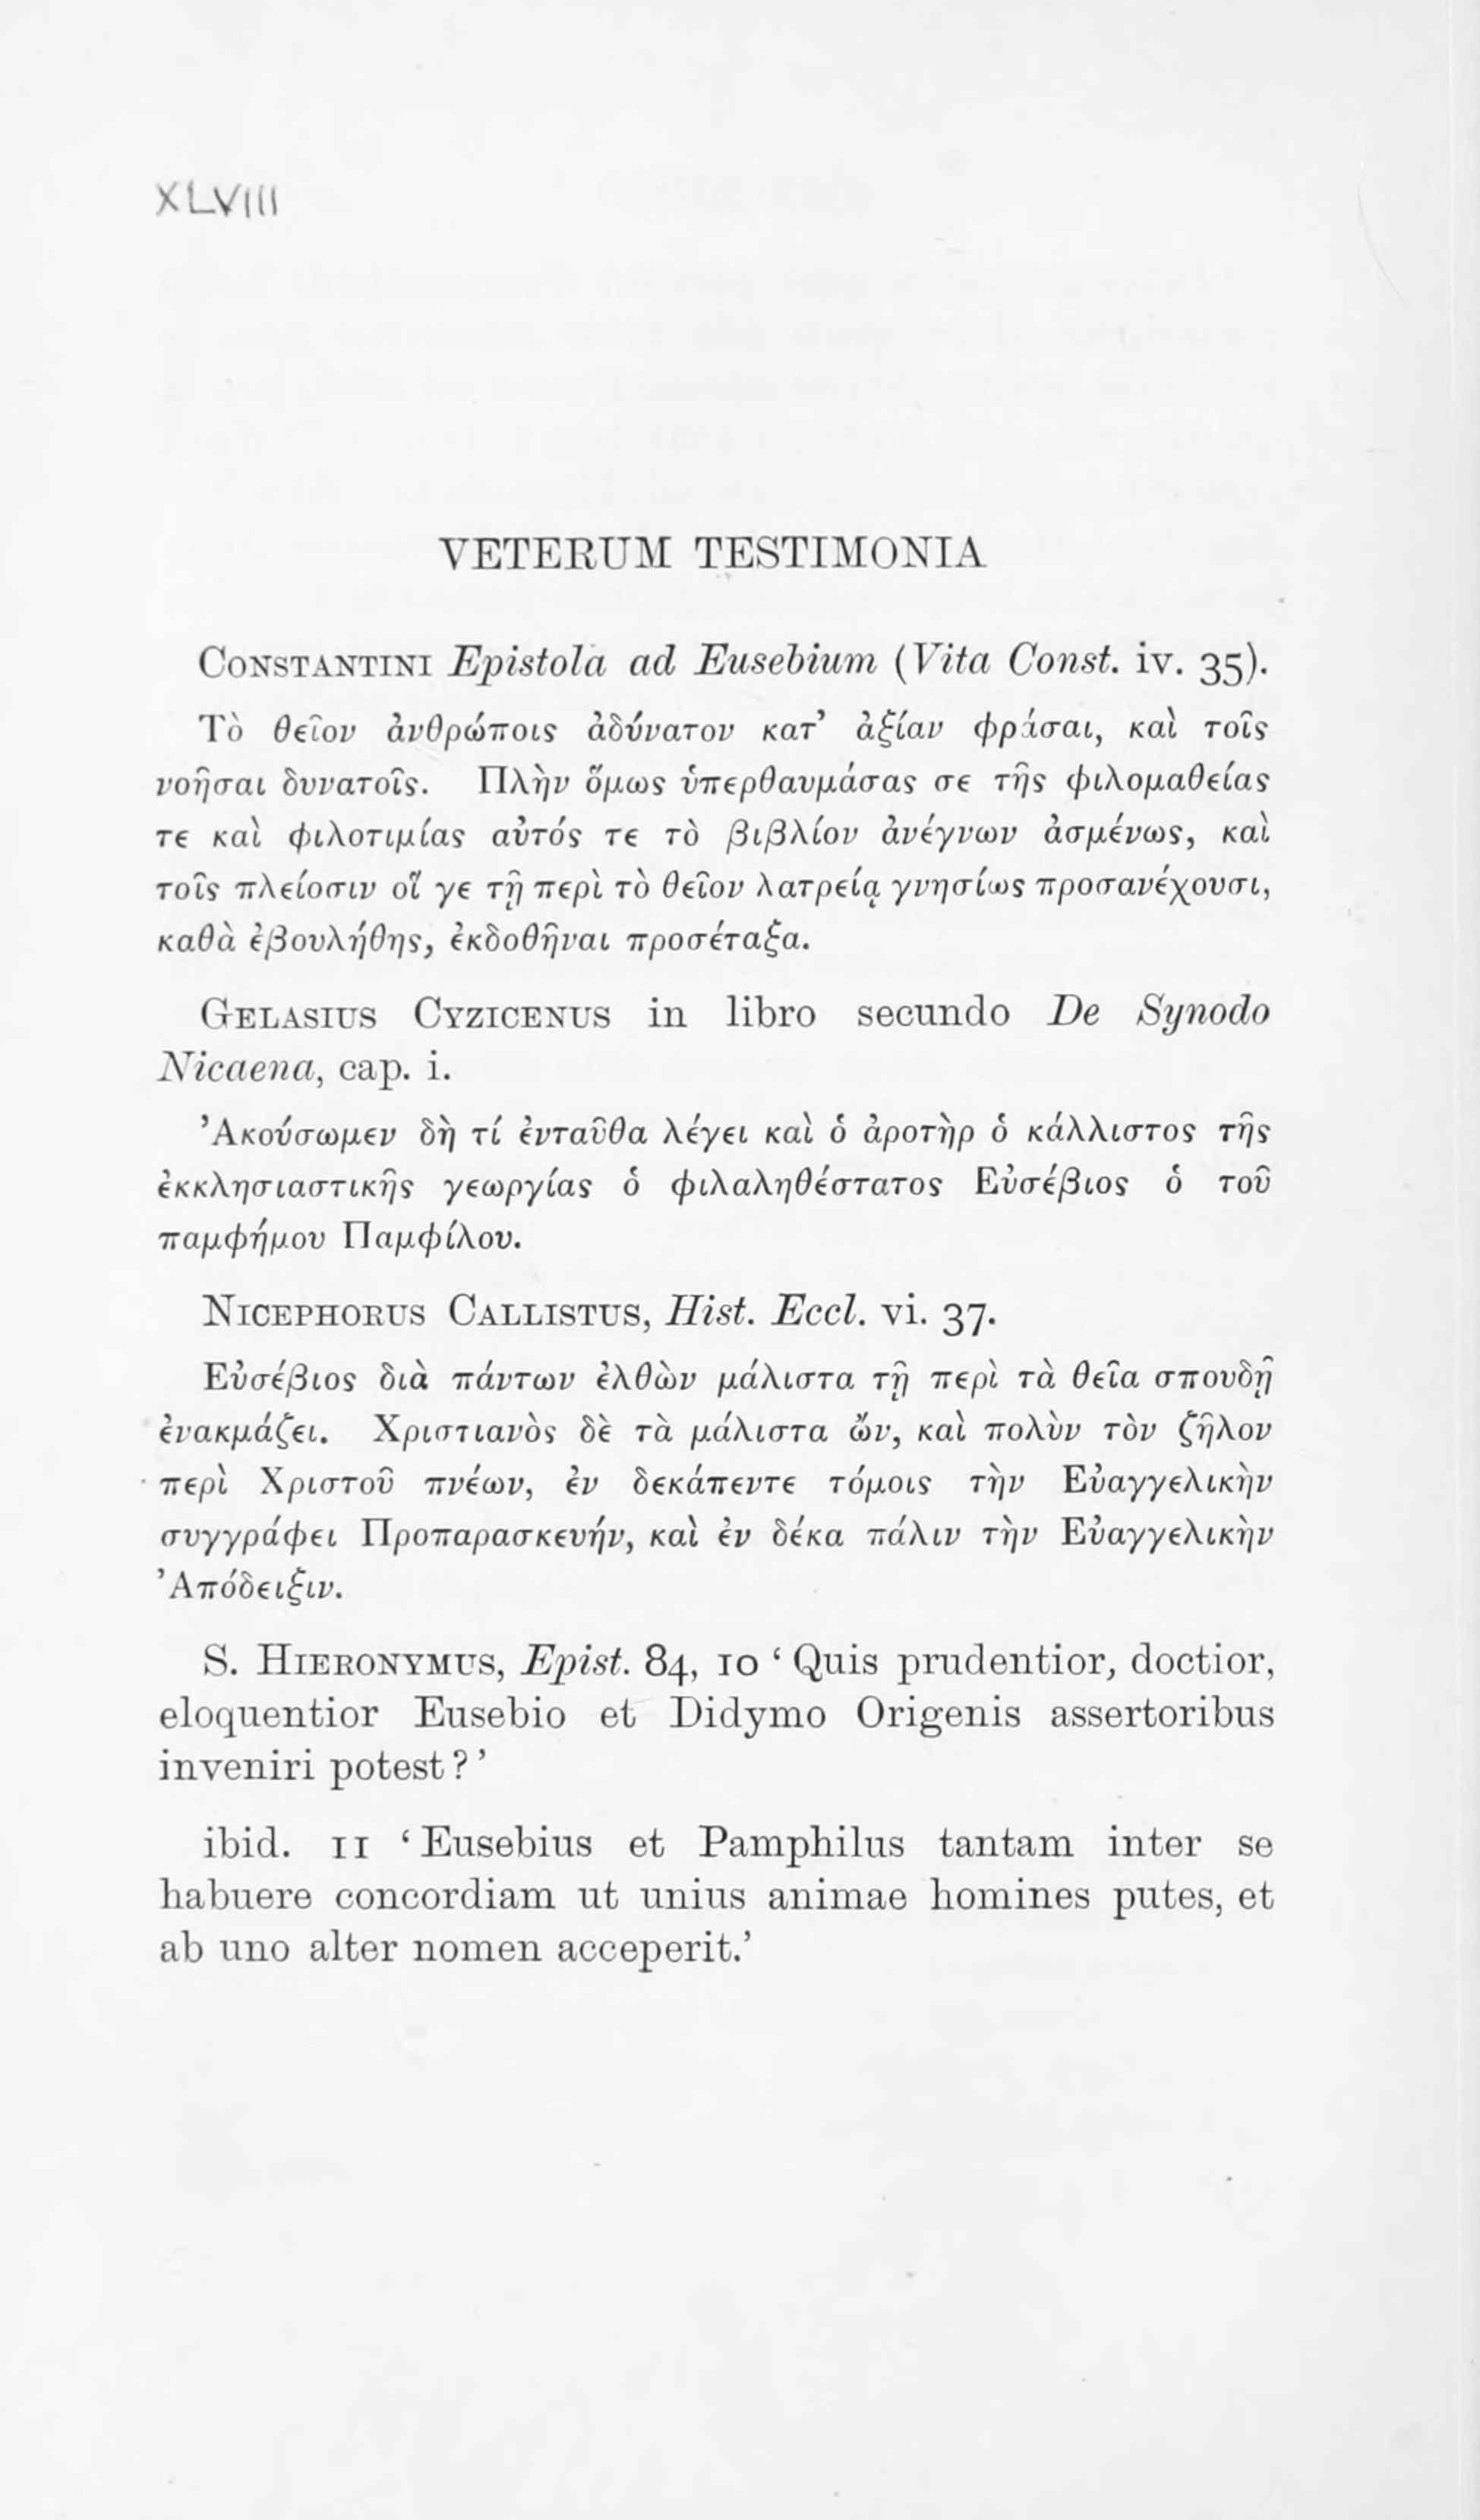 XLVIII
VETERUM TESTIMONIA
CONSTANTINI Epistola ad Eusebium (Vita Const. iv. 35).
Τὸ θεῖον ἀνθρώποις ἀδύνατον κατ’ ἀξίαν φράσαι, καὶ τοῖς
νοῆσαι δυνατοῖς. Πλὴν ὅμως ὑπερθαυμάσας σε τῆς φιλομαθείας
τε καὶ φιλοτιμίας αὐτός τε τὸ βιβλίον ἀνέγνων ἀσμένως, καὶ
τοῖς πλείοσιν οἵ γε τῇ περὶ τὸ θεῖον λατρείᾳ γνησίως προσανέχουσι,
καθὰ ἐβουλήθης, ἐκδοθῆναι προσέταξα.
GELASIUS CYZICENUS in libro secundo De Synodo
Nicaena, cap. i.
Ἀκούσωμεν δὴ τί ἐνταῦθα λέγει καὶ ὁ ἀροτὴρ ὁ κάλλιστος τῆς
ἐκκλησιαστικῆς γεωργίας ὁ φιλαληθέστατος Εὐσέβιος ὁ τοῦ
παμφήμου Παμφίλου.
NICEPHORUS CALLISTUS, Hist. Eccl. vi. 37.
Εὐσέβιος διὰ πάντων ἐλθὼν μάλιστα τῇ περὶ τὰ θεῖα σπουδῇ
ἐνακμάζει. Χριστιανὸς δὲ τὰ μάλιστα ὤν, καὶ πολὺν τὸν ζῆλον
περὶ Χριστοῦ πνέων, ἐν δεκάπεντε τόμοις τὴν Εὐαγγελικὴν
συγγράφει Προπαρασκευήν, καὶ ἐν δέκα πάλιν τὴν Εὐαγγελικὴν
Ἀπόδειξιν.
S. HIERONYMUS, Epist. 84, 10 ‘Quis prudentior, doctior,
eloquentior Eusebio et Didymo Origenis assertoribus
inveniri potest?’
ibid. 11 ‘Eusebius et Pamphilus tantam inter se
habuere concordiam ut unius animae homines putes, et
ab uno alter nomen acceperit.’